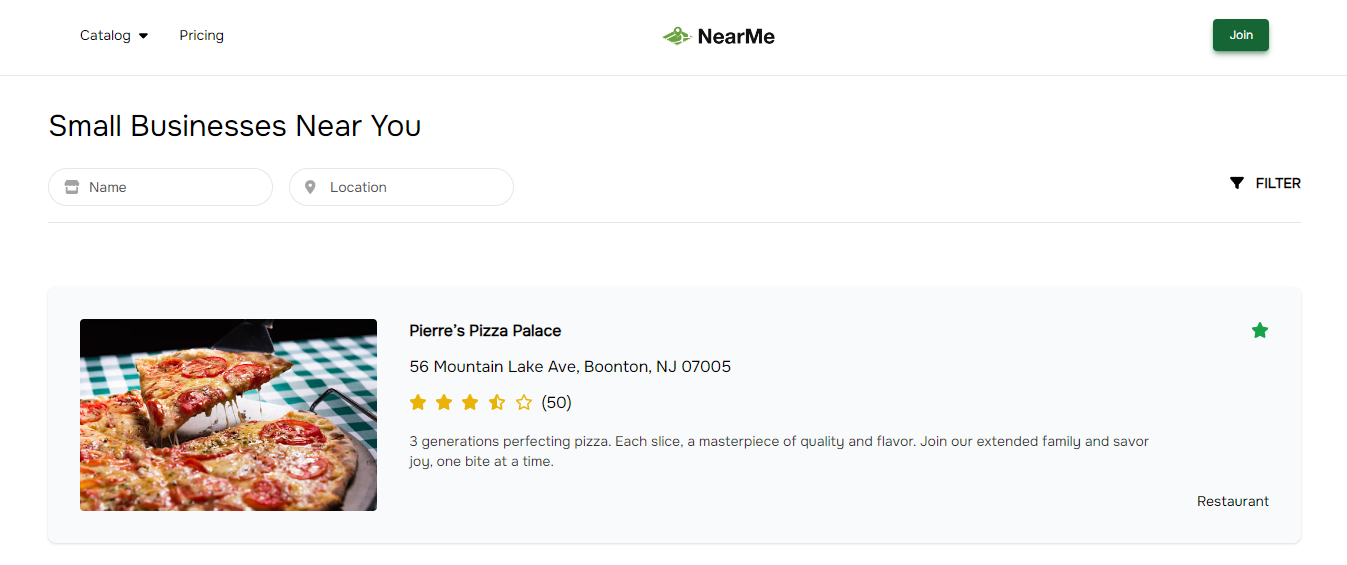 Catalog
Pricing
NearMe
Join
Small Businesses Near You
Name
Location
FILTER
Pierre’s Pizza Palace
56 Mountain Lake Ave, Boonton, NJ 07005
(50)
3 generations perfecting pizza. Each slice, a masterpiece of quality and flavor. Join our extended family and savor
joy, one bite at a time.
Restaurant